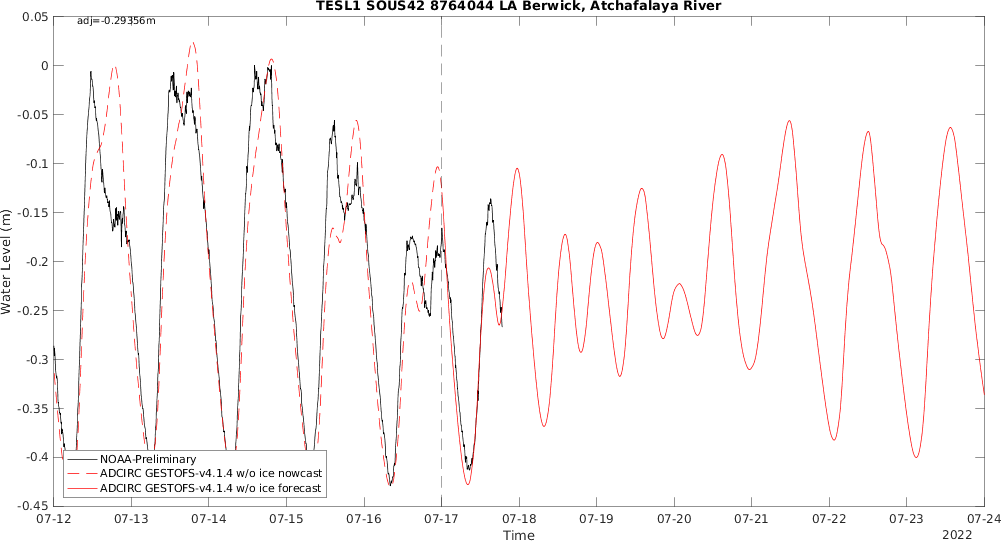 TESL1 SOUS42 8764044 LA Berwick, Atchafalaya River
adj=-0.29356m
0.05
0
-0.05
-0.1
-0.15
-0.2
-0.25
-0.3
-0.35
-0.4
-0.45
Water Level (m)
NOAA-Preliminary
ADCIRC GESTOFS-v4.1.4 w/o ice nowcast
ADCIRC GESTOFS-v4.1.4 w/o ice forecast
07-12 07-13 07-14 07-15 07-16 07-17 07-18 07-19 07-20 07-21 07-22 07-23 07-24
Time
2022